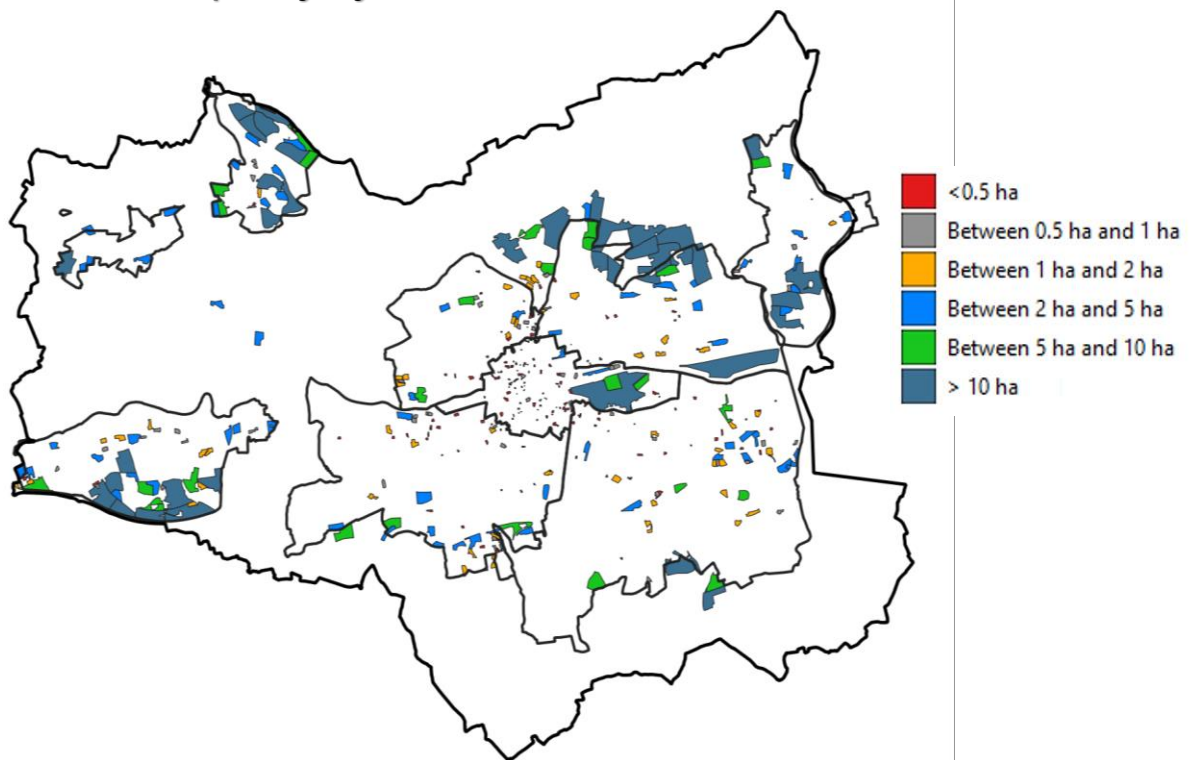 <0.5 ha
Between 0.5 ha and 1 ha
Between 1 ha and 2 ha
Between 2 ha and 5 ha
Between 5 ha and 10 ha
> 10 ha